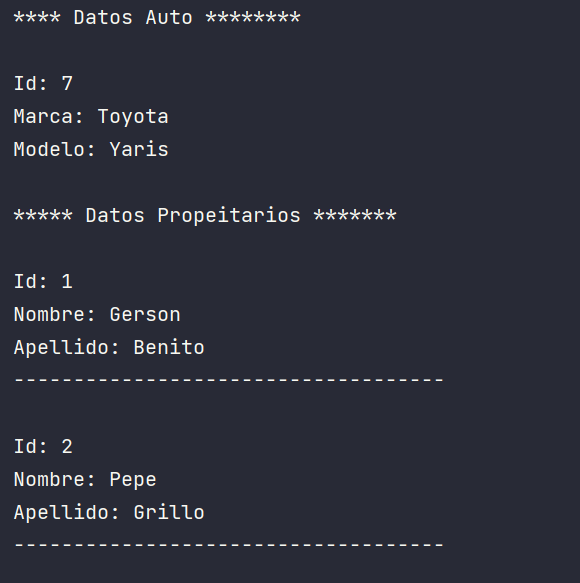 **** Datos Auto ********
Id: 7
Marca: Toyota
Modelo: Yaris
***** Datos Propeitarios *******
Id: 1
Nombre: Gerson
Apellido: Benito
------------------------------------
Id: 2
Nombre: Pepe
Apellido: Grillo
------------------------------------